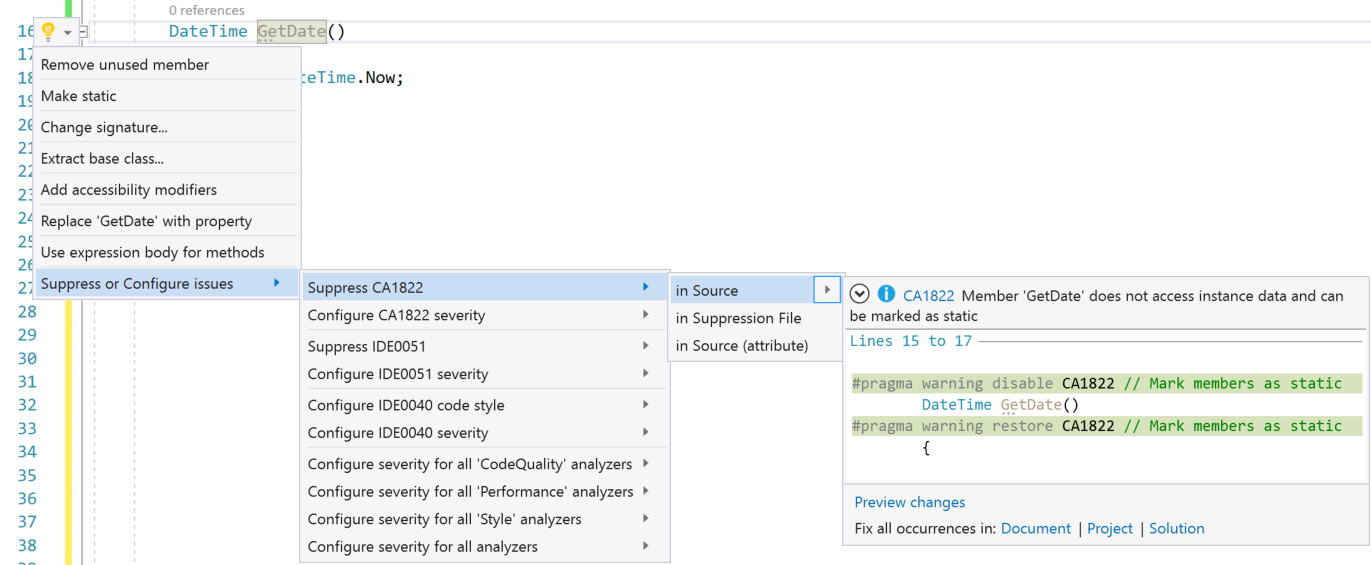 0 references
16 DateTime GetDate()
17
18 teTime.Now;
19
20
21
22
23
24
25
26
27
28
29
30
31
32
33
34
35
36
37
38
Remove unused member
Make static
Change signature...
Extract base class...
Add accessibility modifiers
Replace 'GetDate' with property
Use expression body for methods
Suppress or Configure issues
Suppress CA1822
Configure CA1822 severity
Suppress IDE0051
Configure IDE0051 severity
Configure IDE0040 code style
Configure IDE0040 severity
Configure severity for all 'CodeQuality' analyzers
Configure severity for all 'Performance' analyzers
Configure severity for all 'Style' analyzers
Configure severity for all analyzers
in Source
in Suppression File
in Source (attribute)
CA1822 Member 'GetDate' does not access instance data and can
be marked as static
Lines 15 to 17
#pragma warning disable CA1822 // Mark members as static
DateTime GetDate()
#pragma warning restore CA1822 // Mark members as static
{
Preview changes
Fix all occurrences in: Document | Project | Solution